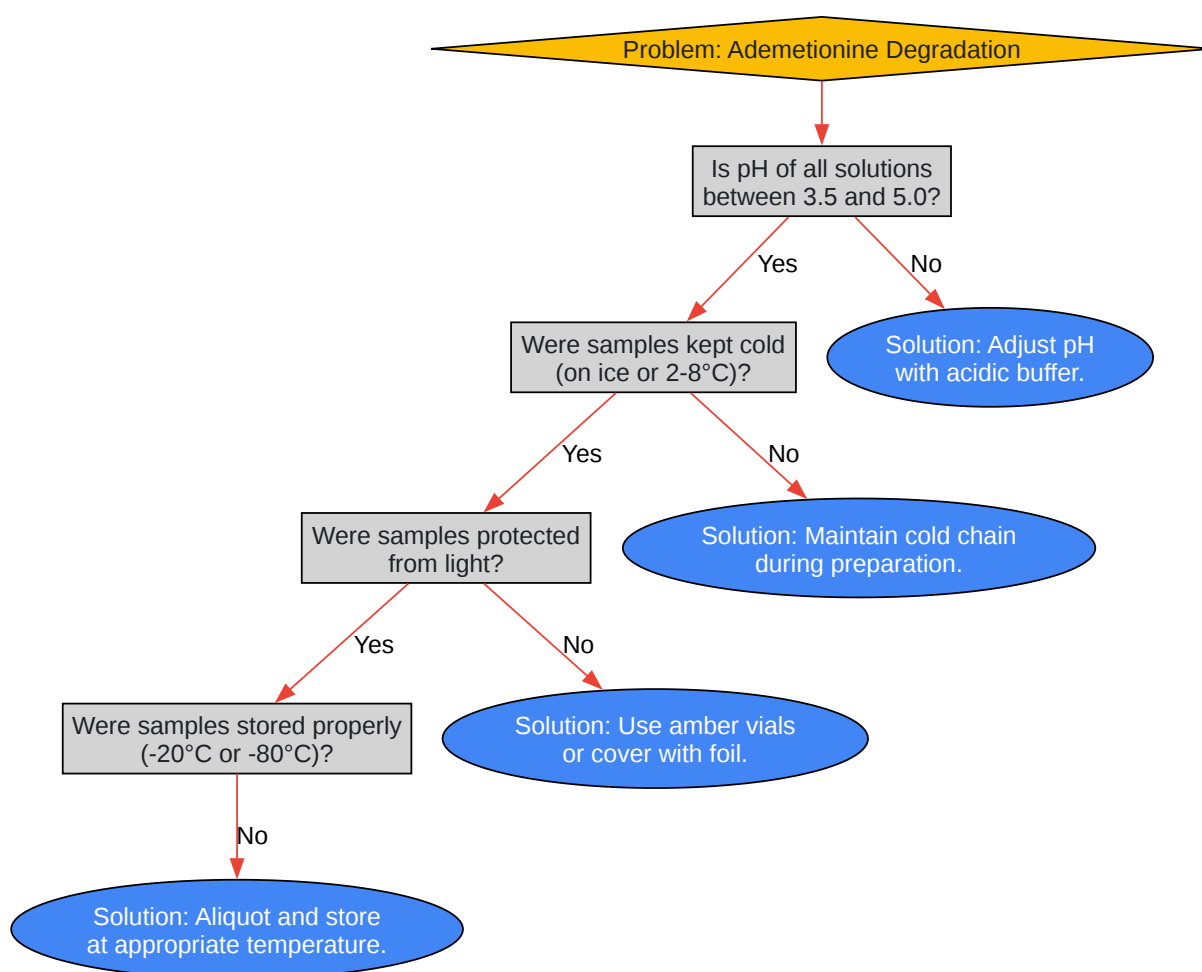 Problem: Ademetionine Degradation
Is pH of all solutions
between 3.5 and 5.0?
Yes
No
Were samples kept cold
(on ice or 2-8°C)?
Solution: Adjust pH
with acidic buffer.
Yes
No
Were samples protected
from light?
Solution: Maintain cold chain
during preparation.
Yes
No
Were samples stored properly
(-20°C or -80°C)?
Solution: Use amber vials
or cover with foil.
No
Solution: Aliquot and store
at appropriate temperature.